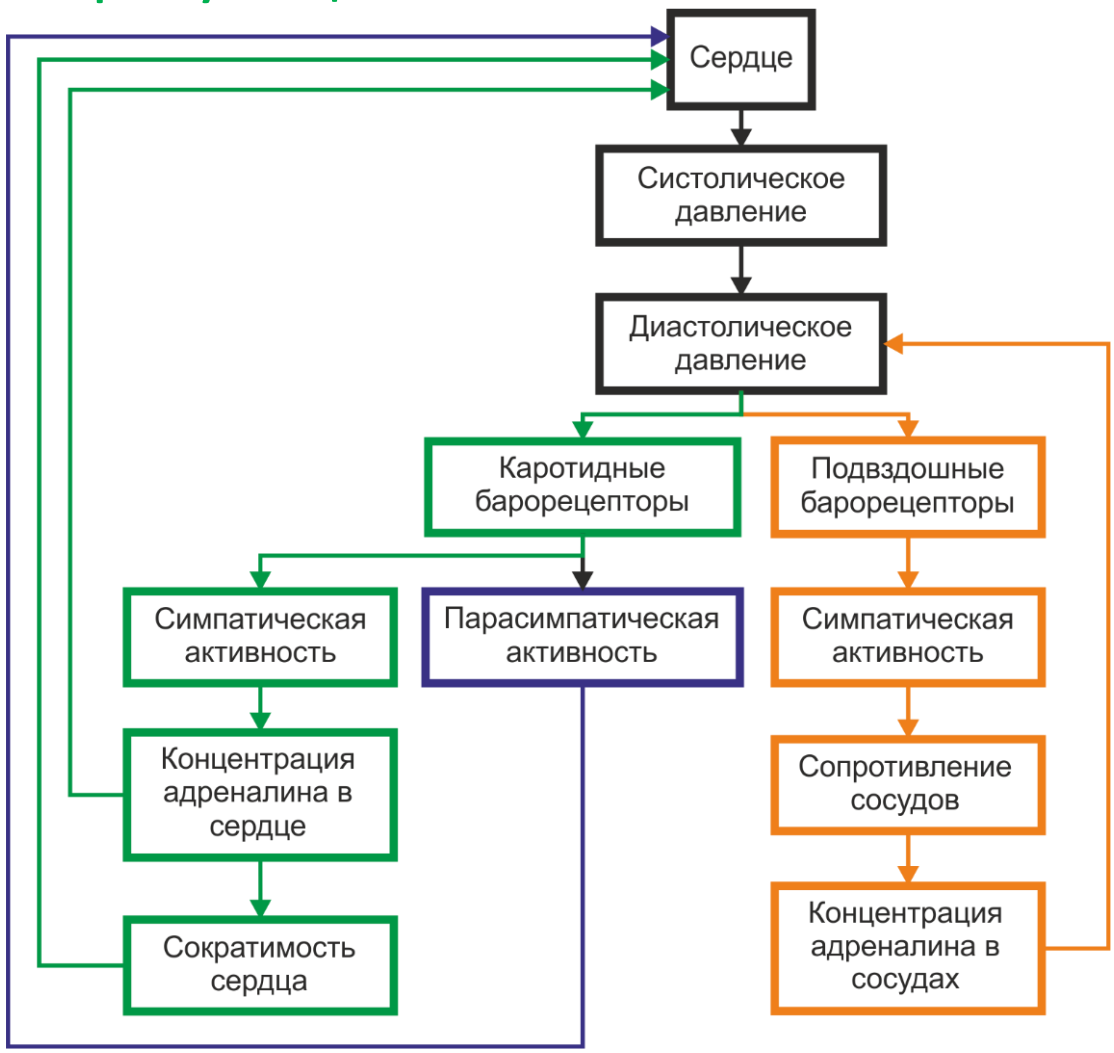 Сердце
Систолическое
давление
Диастолическое
давление
Каротидные
барорецепторы
Подвздошные
барорецепторы
Симпатическая
активность
Парасимпатическая
активность
Симпатическая
активность
Концентрация
адреналина в
сердце
Сопротивление
сосудов
Сократимость
сердца
Концентрация
адреналина в
сосудах